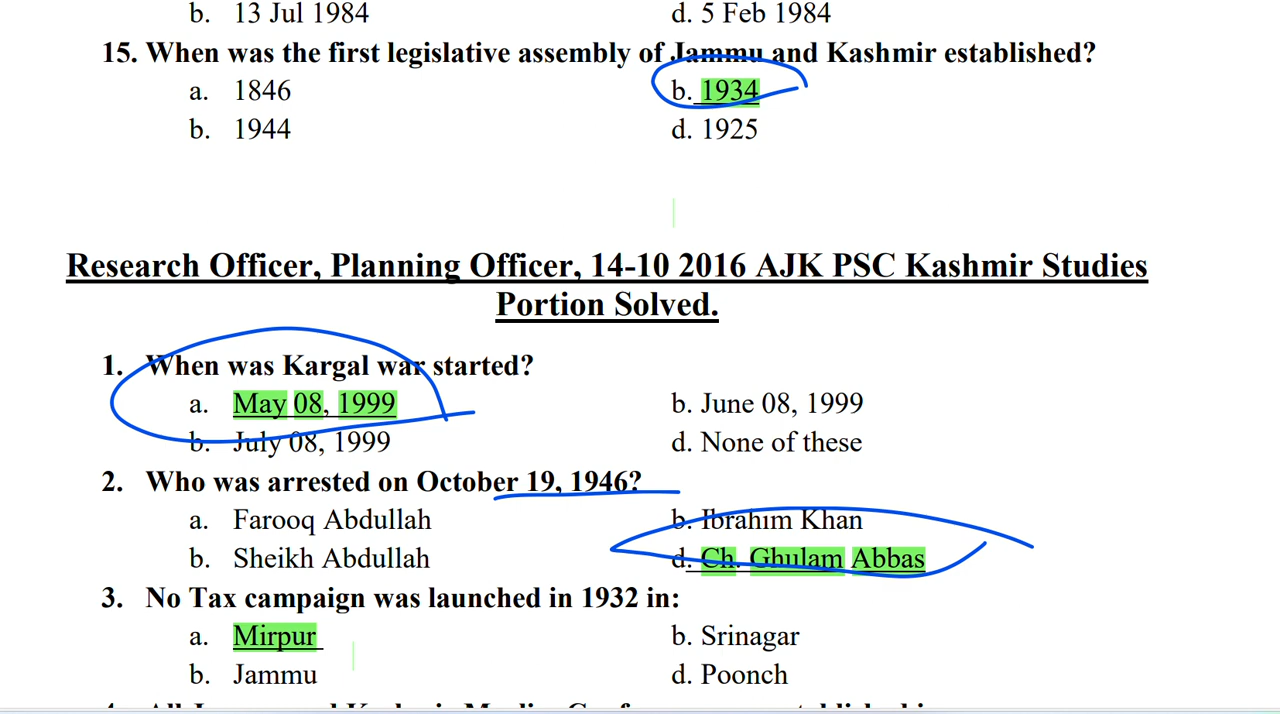 b. 13 Jul 1984 d. 5 Feb 1984
15. When was the first legislative assembly of Jammu and Kashmir established?
a. 1846 b. 1934
b. 1944 d. 1925
Research Officer, Planning Officer, 14-10 2016 AJK PSC Kashmir Studies
Portion Solved.
1. When was Kargal war started?
a. May 08, 1999 b. June 08, 1999
b. July 08, 1999 d. None of these
2. Who was arrested on October 19, 1946?
a. Farooq Abdullah b. Ibrahim Khan
b. Sheikh Abdullah d. Ch. Ghulam Abbas
3. No Tax campaign was launched in 1932 in:
a. Mirpur b. Srinagar
b. Jammu d. Poonch